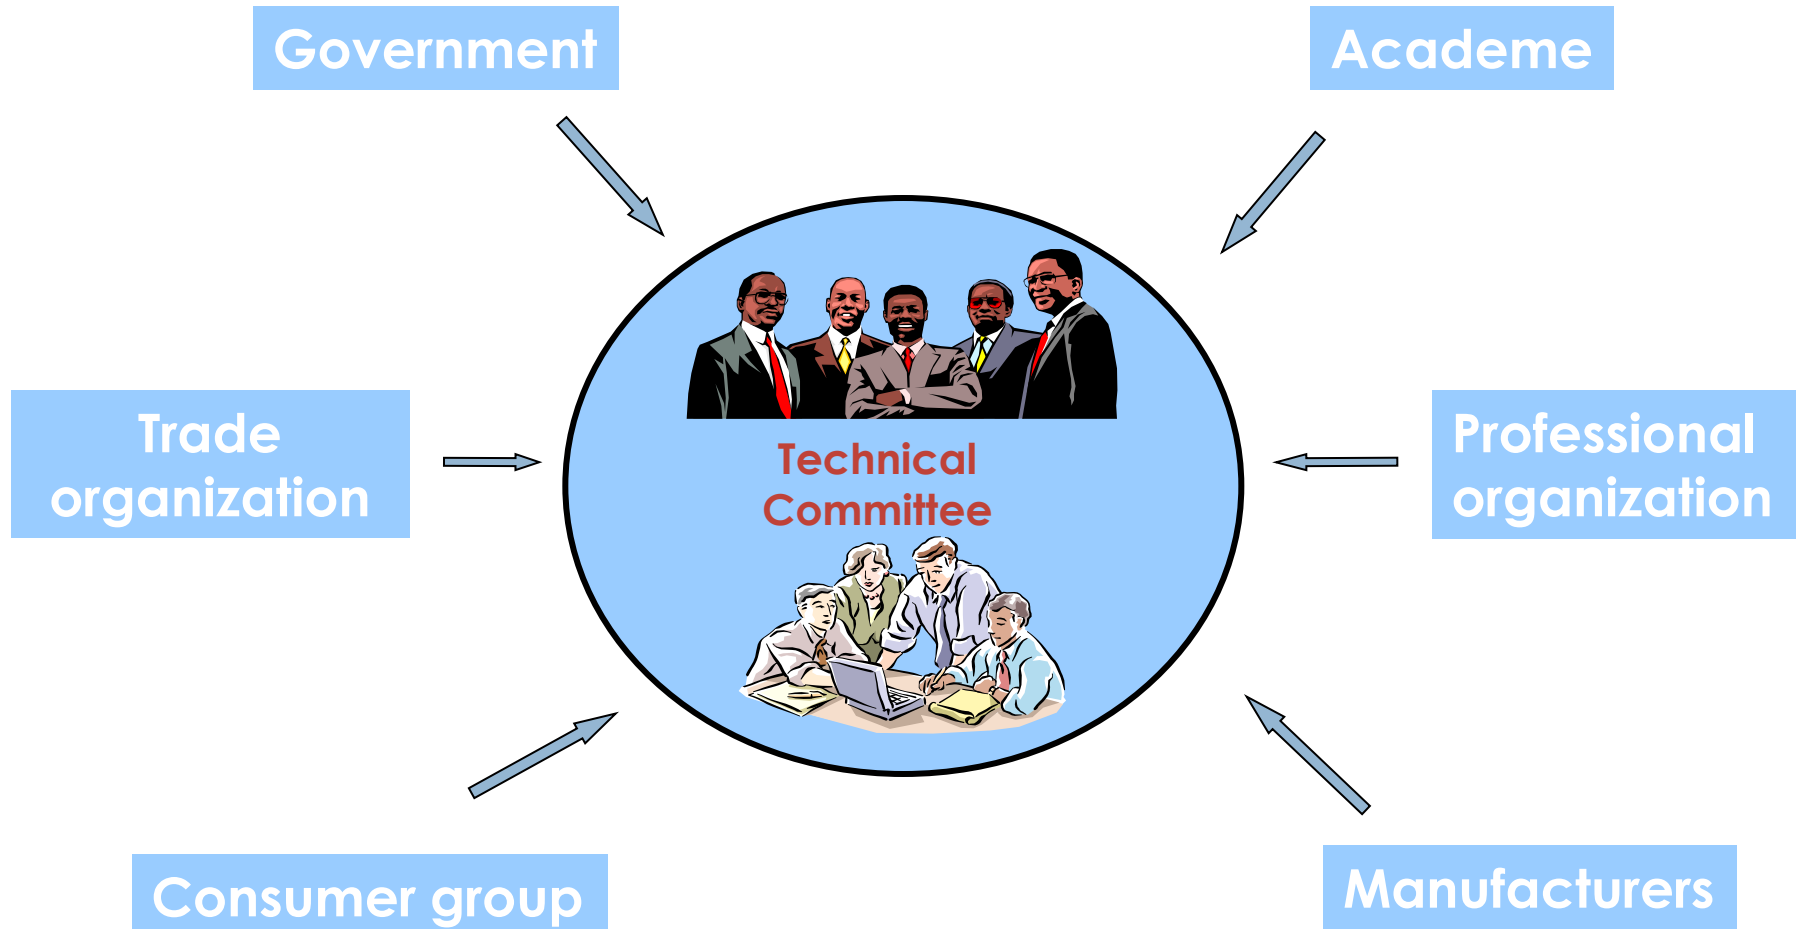 Government
Academe
Trade
organization
Technical
Committee
Professional
organization
Consumer group
Manufacturers